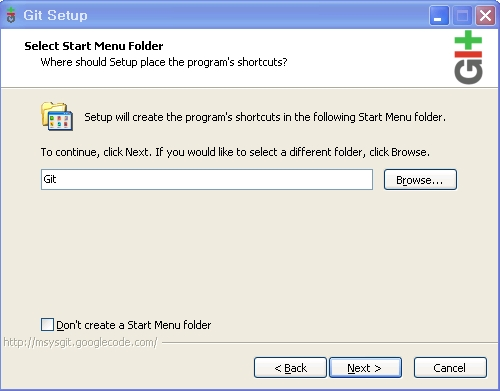 Git Setup
Select Start Menu Folder
Where should Setup place the program's shortcuts?
GIT
Setup will create the program's shortcuts in the following Start Menu folder.
To continue, click Next. If you would like to select a different folder, click Browse.
Git
Browse...
Don't create a Start Menu folder
http://msysgit.googlecode.com/
< Back
Next >
Cancel